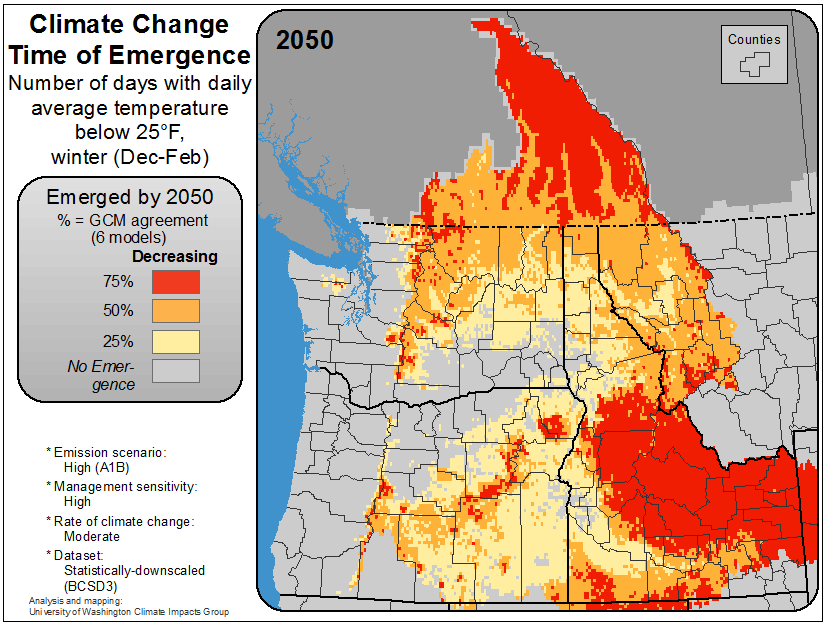 Climate Change
Time of Emergence
Number of days with daily
average temperature
below 25°F,
winter (Dec-Feb)
Emerged by 2050
% = GCM agreement
(6 models)
Decreasing
75%
50%
25%
No Emer-
gence
* Emission scenario:
High (A1B)
* Management sensitivity:
High
* Rate of climate change:
Moderate
* Dataset:
Statistically-downscaled
(BCSD3)
Analysis and mapping:
University of Washington Climate Impacts Group
2050
Counties